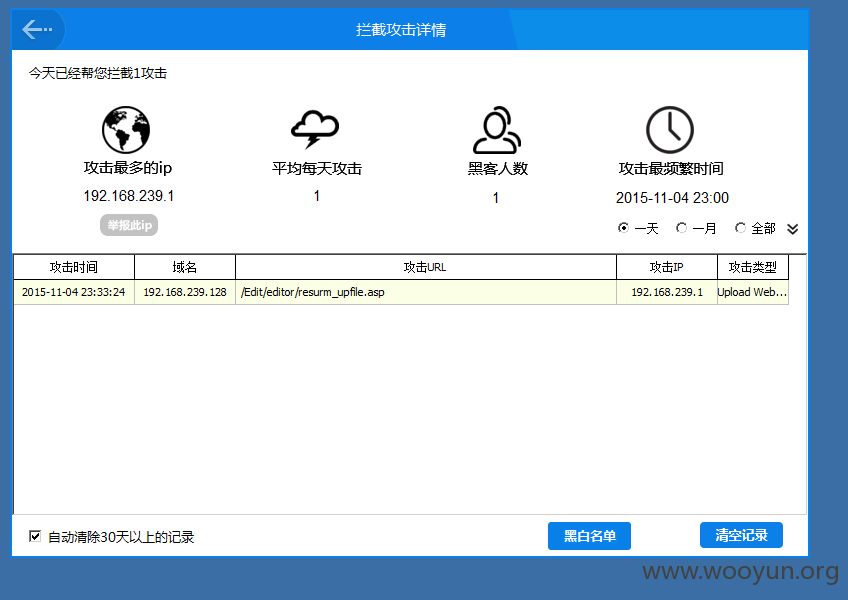 拦截攻击详情
今天已经帮您拦截1攻击
攻击最多的ip 平均每天攻击 黑客人数 攻击最频繁时间
192.168.239.1 1 1 2015-11-04 23:00
举报此ip 一天 一月 全部
攻击时间 域名 攻击URL 攻击IP 攻击类型
2015-11-04 23:33:24 192.168.239.128 /Edit/editor/resurm_upfile.asp 192.168.239.1 Upload Web...
自动清除30天以上的记录 黑白名单 清空记录
www.wooyun.org